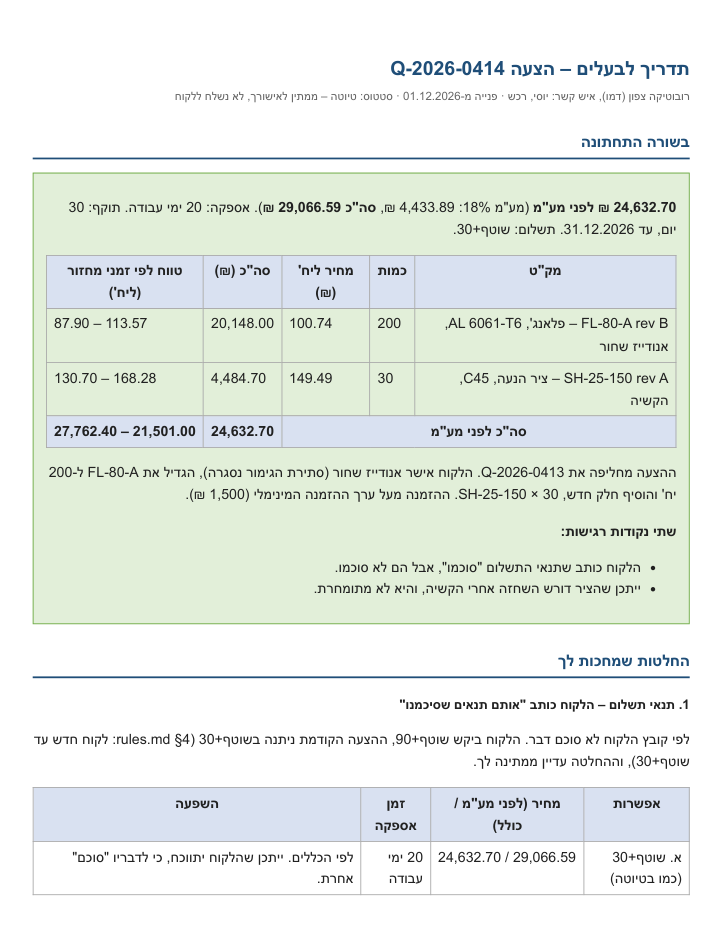 תדריך לבעלים – הצעה Q-2026-0414
רובוטיקה צפון (דמו), איש קשר: יוסי, רכש · פנייה מ-01.12.2026 · סטטוס: טיוטה – ממתין לאישורך, לא נשלח ללקוח
בשורה התחתונה
24,632.70 ₪ לפני מע"מ (מע"מ 18%: 4,433.89 ₪, סה"כ 29,066.59 ₪). אספקה: 20 ימי עבודה. תוקף: 30
יום, עד 31.12.2026. תשלום: שוטף+30.
מק"ט כמות מחיר ליח' סה"כ (₪) טווח לפי זמני מחזור
(₪) (ליח')
FL-80-A rev B – פלאנג', AL 6061-T6, 200 100.74 20,148.00 87.90 – 113.57
אנודייז שחור
SH-25-150 rev A – ציר הנעה, C45, 30 149.49 4,484.70 130.70 – 168.28
הקשיה
סה"כ לפני מע"מ 24,632.70 21,501.00 – 27,762.40
ההצעה מחליפה את Q-2026-0413. הלקוח אישר אנודייז שחור (סתירת הגימור נסגרה), הגדיל את FL-80-A ל-200
יח' והוסיף חלק חדש, SH-25-150 × 30. ההזמנה מעל ערך ההזמנה המינימלי (1,500 ₪).
שתי נקודות רגישות:
• הלקוח כותב שתנאי התשלום "סוכמו", אבל הם לא סוכמו.
• ייתכן שהציר דורש השחזה אחרי הקשיה, והיא לא מתומחרת.
החלטות שמחכות לך
1. תנאי תשלום – הלקוח כותב "אותם תנאים שסיכמנו"
לפי קובץ הלקוח לא סוכם דבר. הלקוח ביקש שוטף+90, ההצעה הקודמת ניתנה בשוטף+30 (rules.md §4: לקוח חדש עד
שוטף+30), וההחלטה עדיין ממתינה לך.
אפשרות מחיר (לפני מע"מ / זמן השפעה
כולל) אספקה
א. שוטף+30 24,632.70 / 29,066.59 20 ימי לפי הכללים. ייתכן שהלקוח יתווכח, כי לדבריו "סוכם"
(כמו בטיוטה) עבודה אחרת.